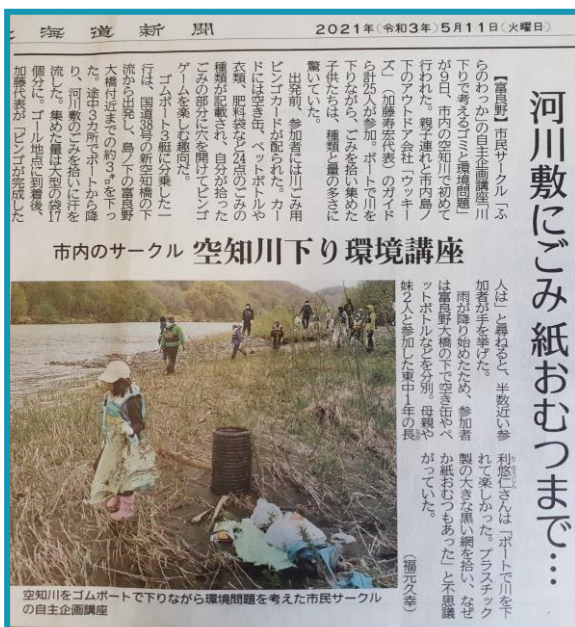 北海道新聞
2021年(令和3年)5月11日(火曜日)
河川敷にごみ 紙おむつまで…
市内のサークル 空知川下り環境講座
【富良野】市民サークル「ふ
らのわっか」の自主企画講座「川
下りで考えるゴミと環境問題」
が9日、市内の空知川で初めて
行われた。親子連れと市内島ノ
下のアウトドア会社「ウッキー
ズ」(加藤寿宏代表)のガイド
ら計25人が参加。ボートで川を
下りながら、ごみを拾い集めた
子供たちは、種類と量の多さに
驚いていた。
出発前、参加者には川ごみ用
ビンゴカードが配られた。カー
ドには空き缶、ペットボトルや
衣類、肥料袋など24点のごみの
種類が記載され、自分が拾った
ごみの部分に穴を開けてビンゴ
ゲームを楽しむ趣向だ。
ゴムボート3艇に分乗した一
行は、国道38号の新空知橋の下
流から出発し、島ノ下の富良野
大橋付近までの約3㌔を下っ
た。途中3カ所でボートから降
り、河川敷のごみを拾いに汗を
流した。集めた量は大型の袋17
個分に。ゴール地点に到着後、
加藤代表が「ビンゴが完成した
人は」と尋ねると、半数近い参
加者が手を挙げた。
雨が降り始めたため、参加者
は富良野大橋の下で空き缶やペ
ットボトルなどを分別。母親や
妹2人と参加した東中1年の長
利悠仁さんは「ボートで川を下
れて楽しかった。プラスチック
製の大きな黒い網を拾い、なぜ
か紙おむつもあった」と不思議
がっていた。
(福元久幸)
空知川をゴムボートで下りながら環境問題を考えた市民サークル
の自主企画講座